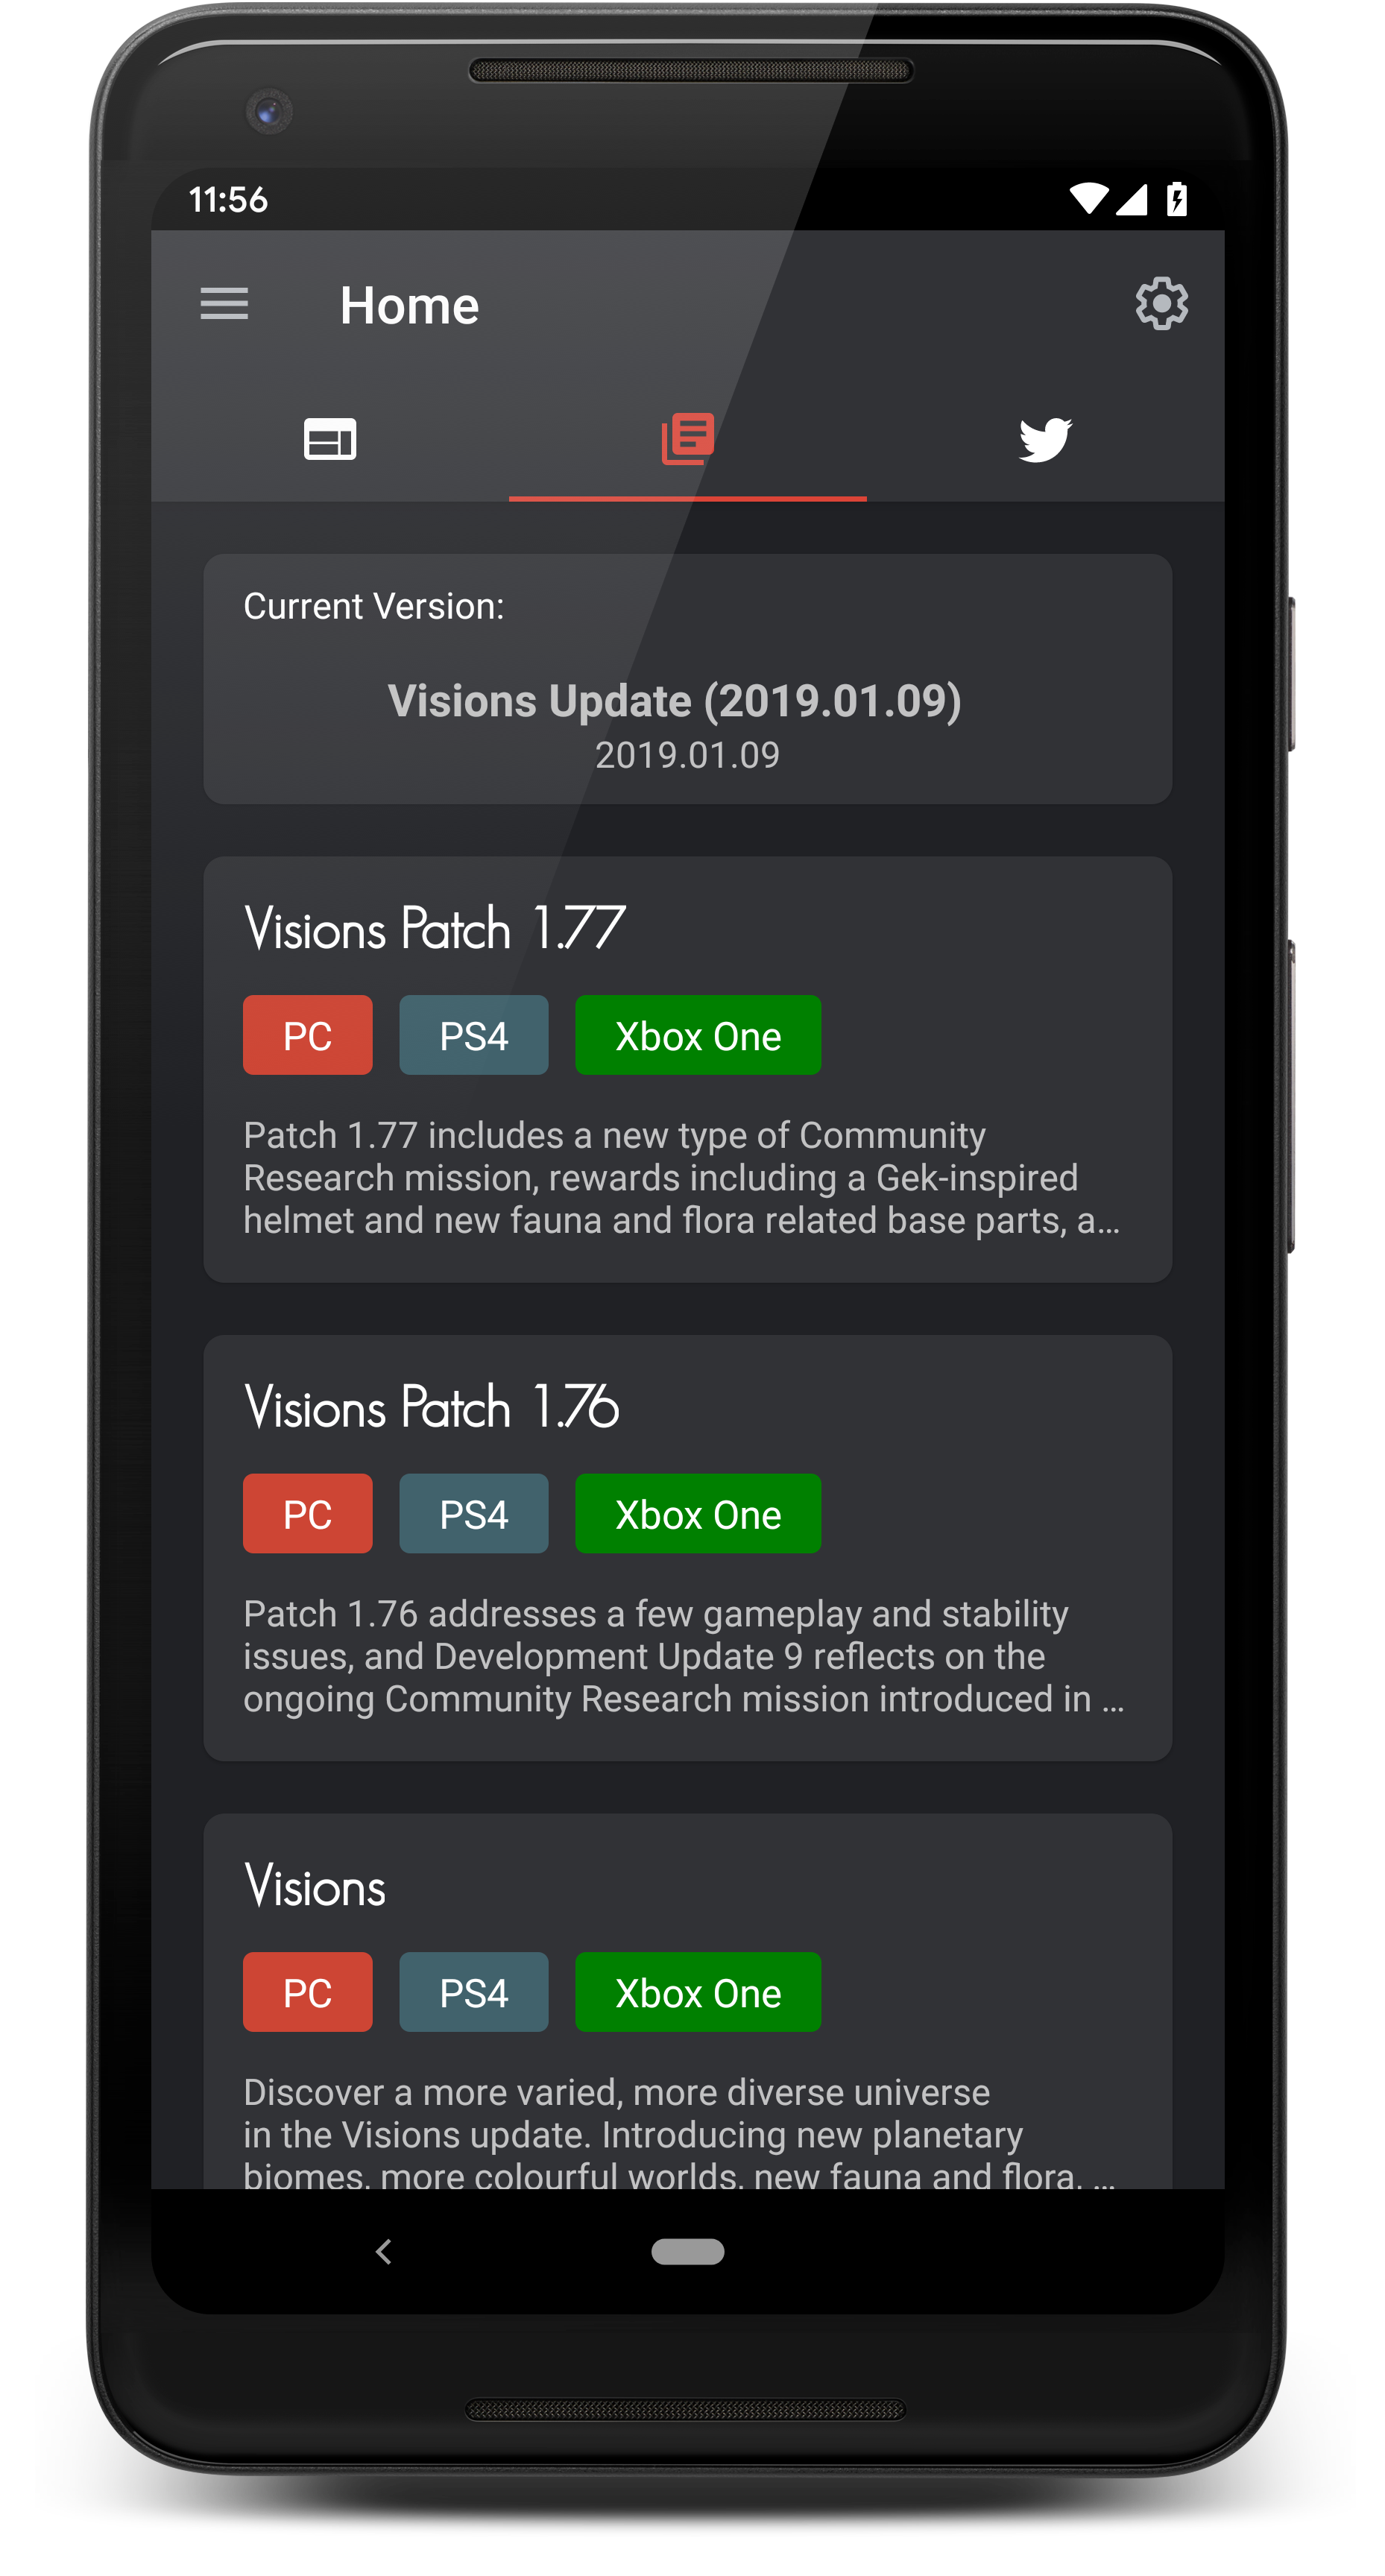 11:56
Home
Current Version:
Visions Update (2019.01.09)
2019.01.09
Visions Patch 1.77
PC PS4 Xbox One
Patch 1.77 includes a new type of Community
Research mission, rewards including a Gek-inspired
helmet and new fauna and flora related base parts, a…
Visions Patch 1.76
PC PS4 Xbox One
Patch 1.76 addresses a few gameplay and stability
issues, and Development Update 9 reflects on the
ongoing Community Research mission introduced in …
Visions
PC PS4 Xbox One
Discover a more varied, more diverse universe
in the Visions update. Introducing new planetary
biomes, more colourful worlds, new fauna and flora, …